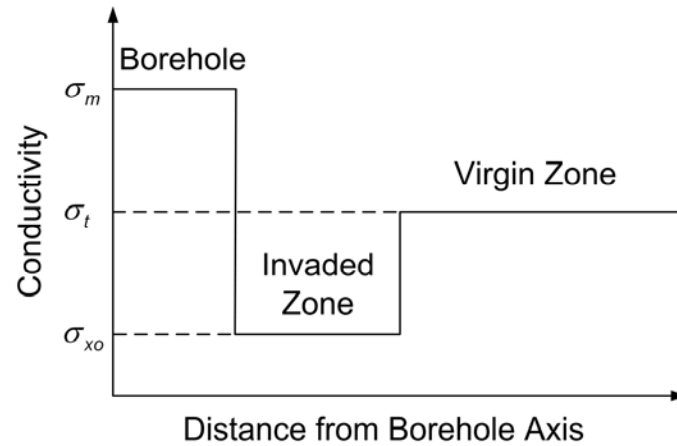 Borehole
σm
Virgin Zone
σt
Invaded
Zone
σxo
Conductivity
Distance from Borehole Axis